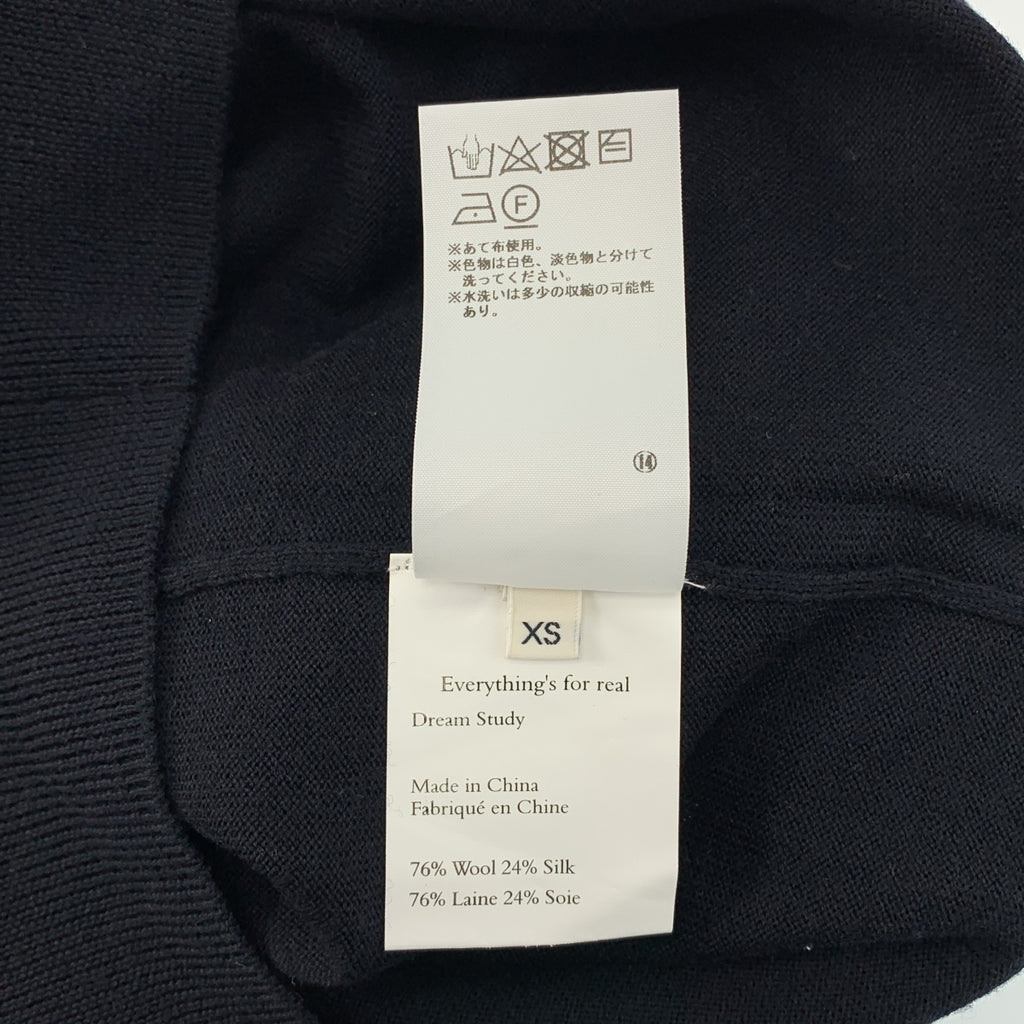 F
※あて布使用。
※色物は白色、淡色物と分けて
洗ってください。
※水洗いは多少の収縮の可能性
あり。
⑭
XS
Everything's for real
Dream Study
Made in China
Fabriqué en Chine
76% Wool 24% Silk
76% Laine 24% Soie